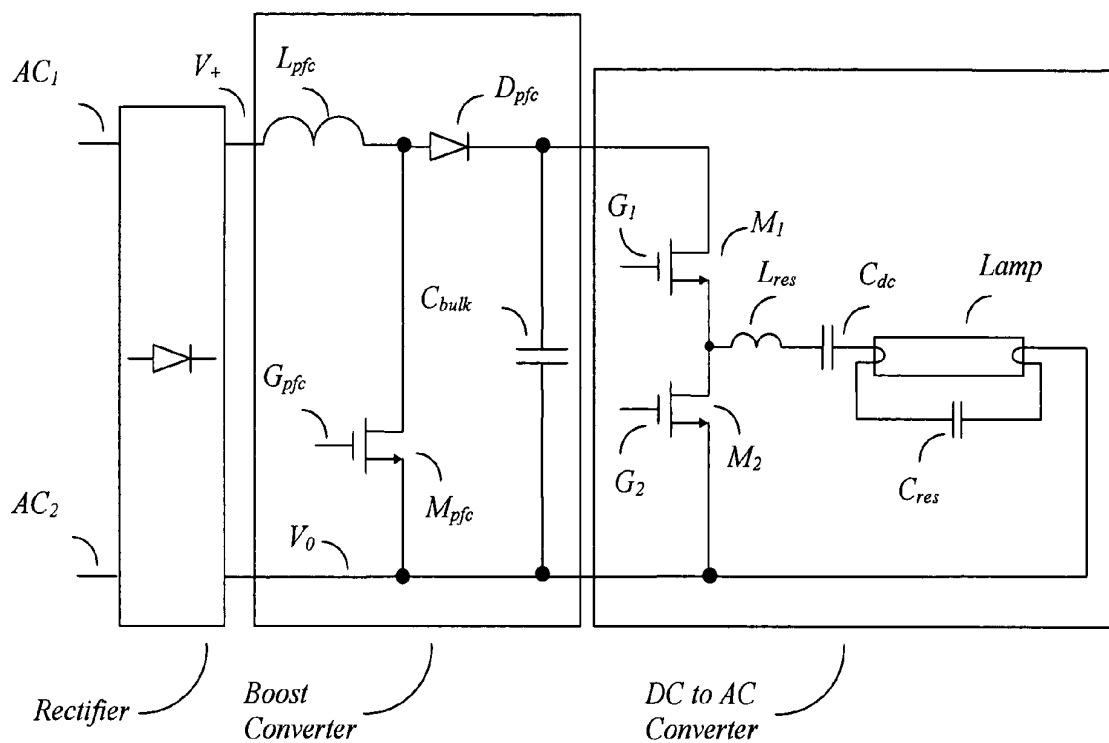 AC1
V+
Lpfc
Dpfc
G1
M1
Lres
Cdc
Lamp
Cbulk
Gpfc
G2
M2
Cres
AC2
Mpfc
V0
Rectifier
Boost
Converter
DC to AC
Converter